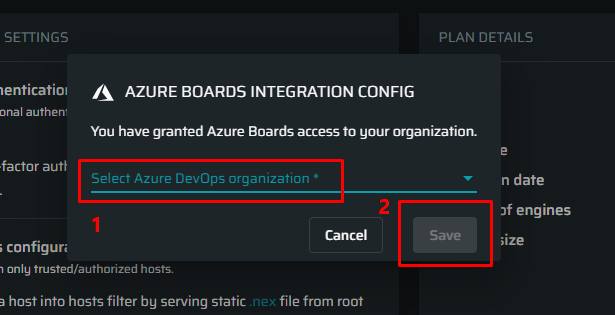 SETTINGS
PLAN DETAILS
AZURE BOARDS INTEGRATION CONFIG
You have granted Azure Boards access to your organization.
Select Azure DevOps organization *
1
2
Cancel
Save
hentication
onal authent
-factor auth
n date
of engines
size
s configura
n only trusted/authorized hosts.
a host into hosts filter by serving static .nex file from root